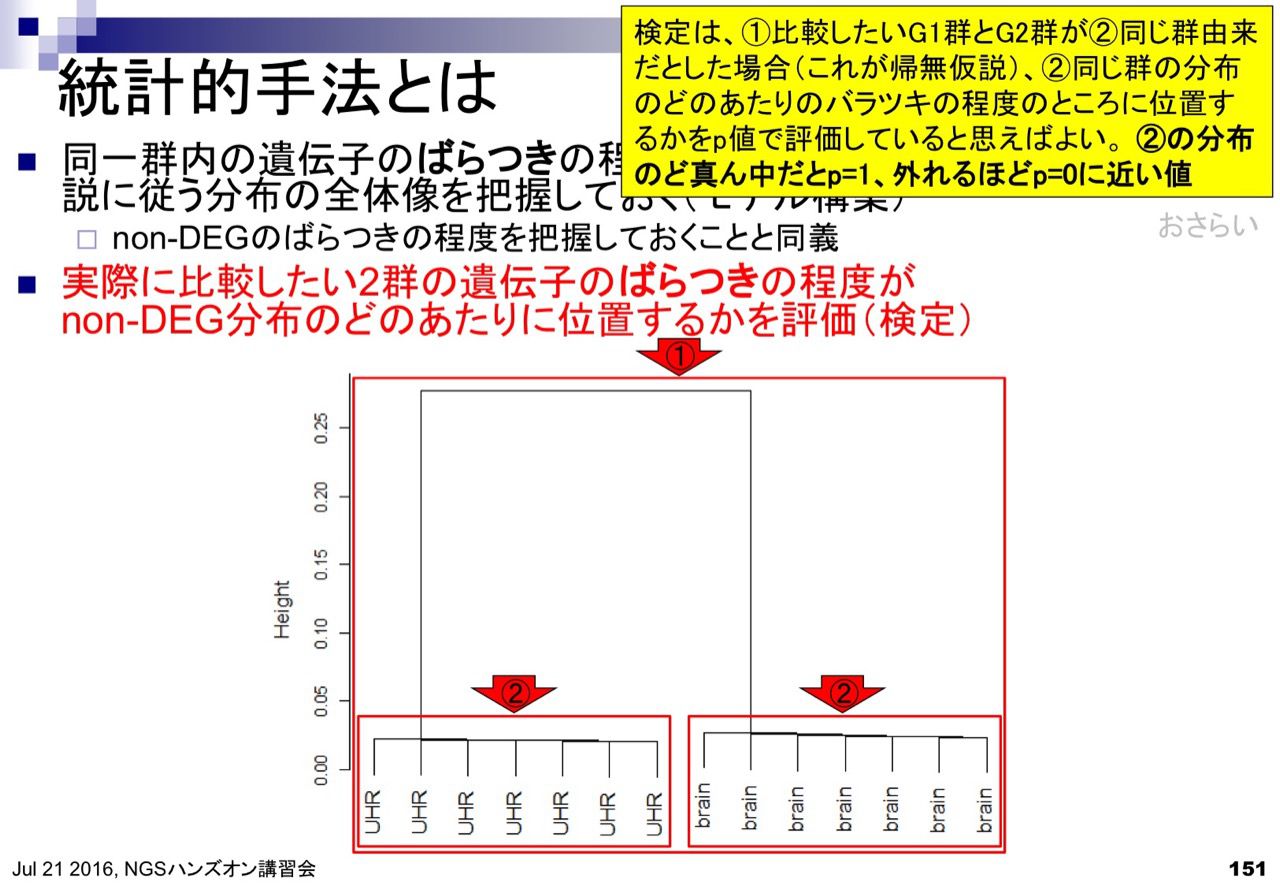 検定は、①比較したいG1群とG2群が②同じ群由来
だとした場合（これが帰無仮説）、②同じ群の分布
のどのあたりのバラツキの程度のところに位置す
るかをp値で評価していると思えばよい。②の分布
のど真ん中だとp=1、外れるほどp=0に近い値
統計的手法とは
同一群内の遺伝子のばらつきの程
説に従う分布の全体像を把握しておく（モデル構築）
non-DEGのばらつきの程度を把握しておくことと同義
おさらい
実際に比較したい2群の遺伝子のばらつきの程度が
non-DEG分布のどのあたりに位置するかを評価（検定）
①
Height
0.25
0.20
0.15
0.10
0.05
0.00
②
②
UHR
UHR
UHR
UHR
UHR
UHR
UHR
brain
brain
brain
brain
brain
brain
brain
Jul 21 2016, NGSハンズオン講習会
151